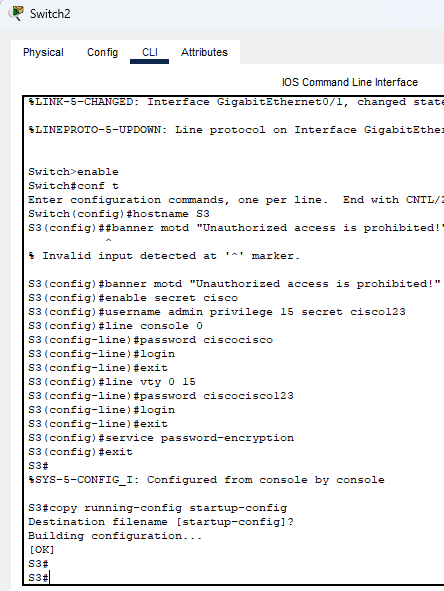 Switch2
Physical Config CLI Attributes
IOS Command Line Interface
%LINK-5-CHANGED: Interface GigabitEthernet0/1, changed state
%LINEPROTO-5-UPDOWN: Line protocol on Interface GigabitEther
Switch>enable
Switch#conf t
Enter configuration commands, one per line. End with CNTL/Z
Switch(config)#hostname S3
S3(config)##banner motd "Unauthorized access is prohibited!"
^
% Invalid input detected at '^' marker.
S3(config)#banner motd "Unauthorized access is prohibited!"
S3(config)#enable secret cisco
S3(config)#username admin privilege 15 secret cisco123
S3(config)#line console 0
S3(config-line)#password ciscocisco
S3(config-line)#login
S3(config-line)#exit
S3(config)#line vty 0 15
S3(config-line)#password ciscocisco123
S3(config-line)#login
S3(config-line)#exit
S3(config)#service password-encryption
S3(config)#exit
S3#
%SYS-5-CONFIG_I: Configured from console by console
S3#copy running-config startup-config
Destination filename [startup-config]?
Building configuration...
[OK]
S3#
S3#